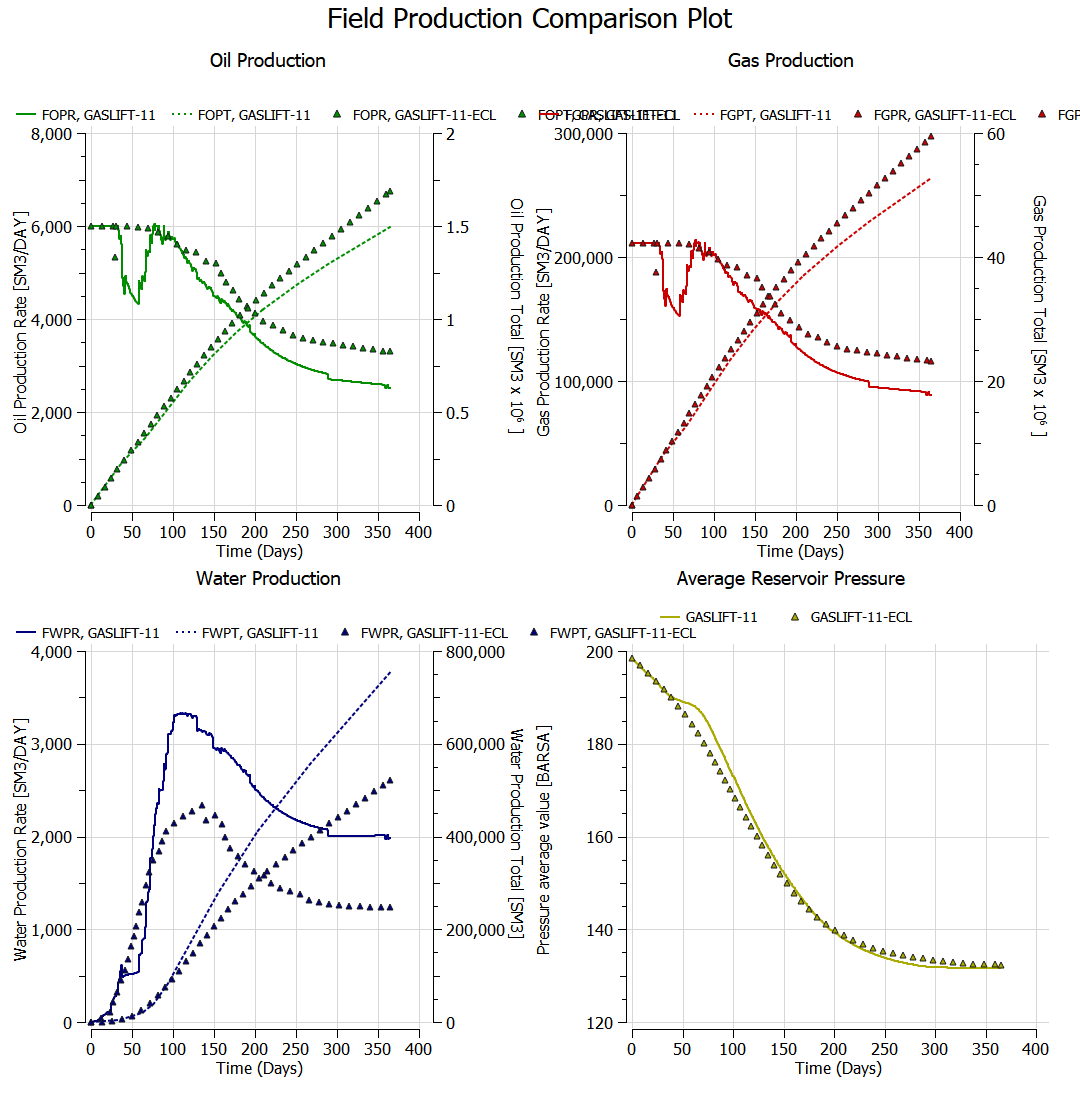 Field Production Comparison Plot
Oil Production
Gas Production
FOPR, GASLIFT-11
FOPT, GASLIFT-11
FOPR, GASLIFT-11-ECL
FOPT, GASLIFT-11-ECL
FGPR, GASLIFT-11
FGPT, GASLIFT-11
FGPR, GASLIFT-11-ECL
FGP
8,000
6,000
4,000
2,000
0
2
1.5
1
0.5
0
Oil Production Rate [SM3/DAY]
Oil Production Total [SM3 x 10⁶ ]
0 50 100 150 200 250 300 350 400
Time (Days)
300,000
200,000
100,000
0
60
40
20
0
Gas Production Rate [SM3/DAY]
Gas Production Total [SM3 x 10⁶ ]
0 50 100 150 200 250 300 350 400
Time (Days)
Water Production
Average Reservoir Pressure
FWPR, GASLIFT-11
FWPT, GASLIFT-11
FWPR, GASLIFT-11-ECL
FWPT, GASLIFT-11-ECL
GASLIFT-11
GASLIFT-11-ECL
4,000
3,000
2,000
1,000
0
800,000
600,000
400,000
200,000
0
Water Production Rate [SM3/DAY]
Water Production Total [SM3]
0 50 100 150 200 250 300 350 400
Time (Days)
200
180
160
140
120
Pressure average value [BARSA]
0 50 100 150 200 250 300 350 400
Time (Days)